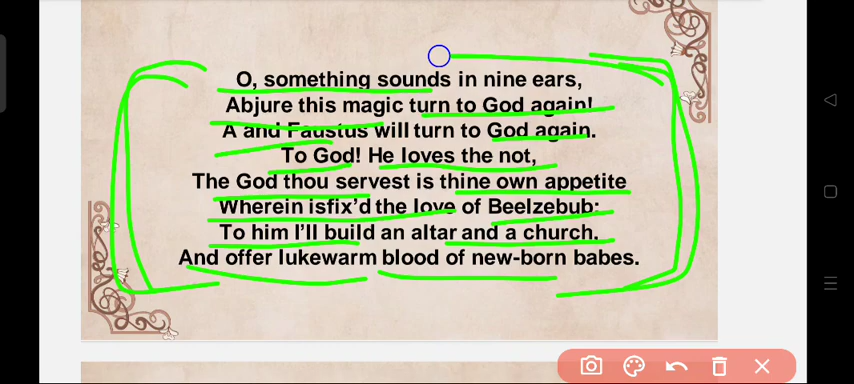 O, something sounds in nine ears,
Abjure this magic turn to God again!
A and Faustus will turn to God again.
To God! He loves the not,
The God thou servest is thine own appetite
Wherein isfix'd the love of Beelzebub:
To him I'll build an altar and a church.
And offer lukewarm blood of new-born babes.